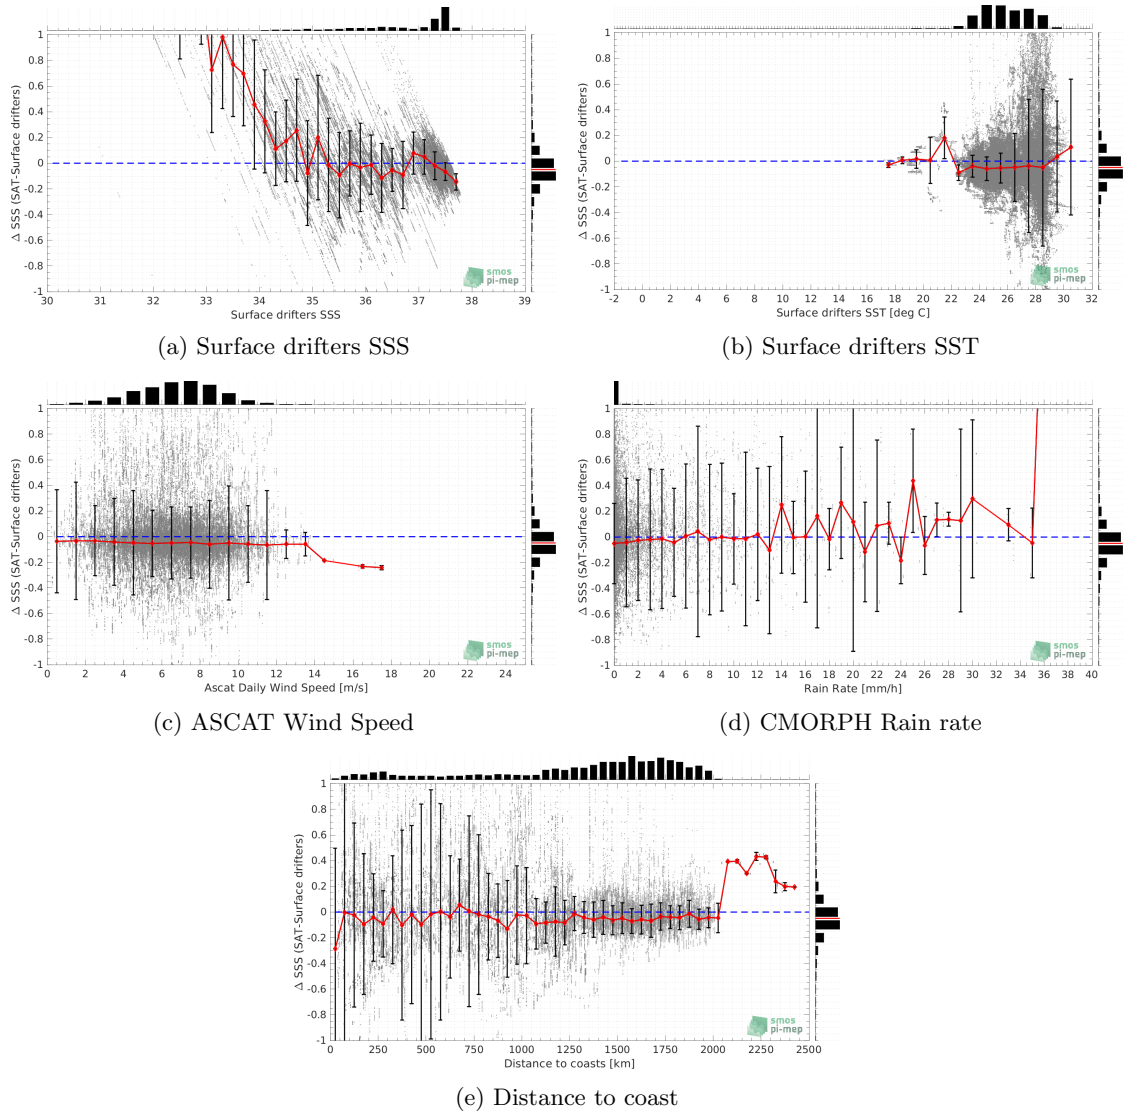 Δ SSS (SAT-Surface drifters)
1
0.8
0.6
0.4
0.2
0
-0.2
-0.4
-0.6
-0.8
-1
30 31 32 33 34 35 36 37 38 39
Surface drifters SSS
smos
pi-mep
(a) Surface drifters SSS
Δ SSS (SAT-Surface drifters)
1
0.8
0.6
0.4
0.2
0
-0.2
-0.4
-0.6
-0.8
-1
-2 0 2 4 6 8 10 12 14 16 18 20 22 24 26 28 30 32
Surface drifters SST [deg C]
smos
pi-mep
(b) Surface drifters SST
Δ SSS (SAT-Surface drifters)
1
0.8
0.6
0.4
0.2
0
-0.2
-0.4
-0.6
-0.8
-1
0 2 4 6 8 10 12 14 16 18 20 22 24
Ascat Daily Wind Speed [m/s]
smos
pi-mep
(c) ASCAT Wind Speed
Δ SSS (SAT-Surface drifters)
1
0.8
0.6
0.4
0.2
0
-0.2
-0.4
-0.6
-0.8
-1
0 2 4 6 8 10 12 14 16 18 20 22 24 26 28 30 32 34 36 38 40
Rain Rate [mm/h]
smos
pi-mep
(d) CMORPH Rain rate
Δ SSS (SAT-Surface drifters)
1
0.8
0.6
0.4
0.2
0
-0.2
-0.4
-0.6
-0.8
-1
0 250 500 750 1000 1250 1500 1750 2000 2250 2500
Distance to coasts [km]
smos
pi-mep
(e) Distance to coast